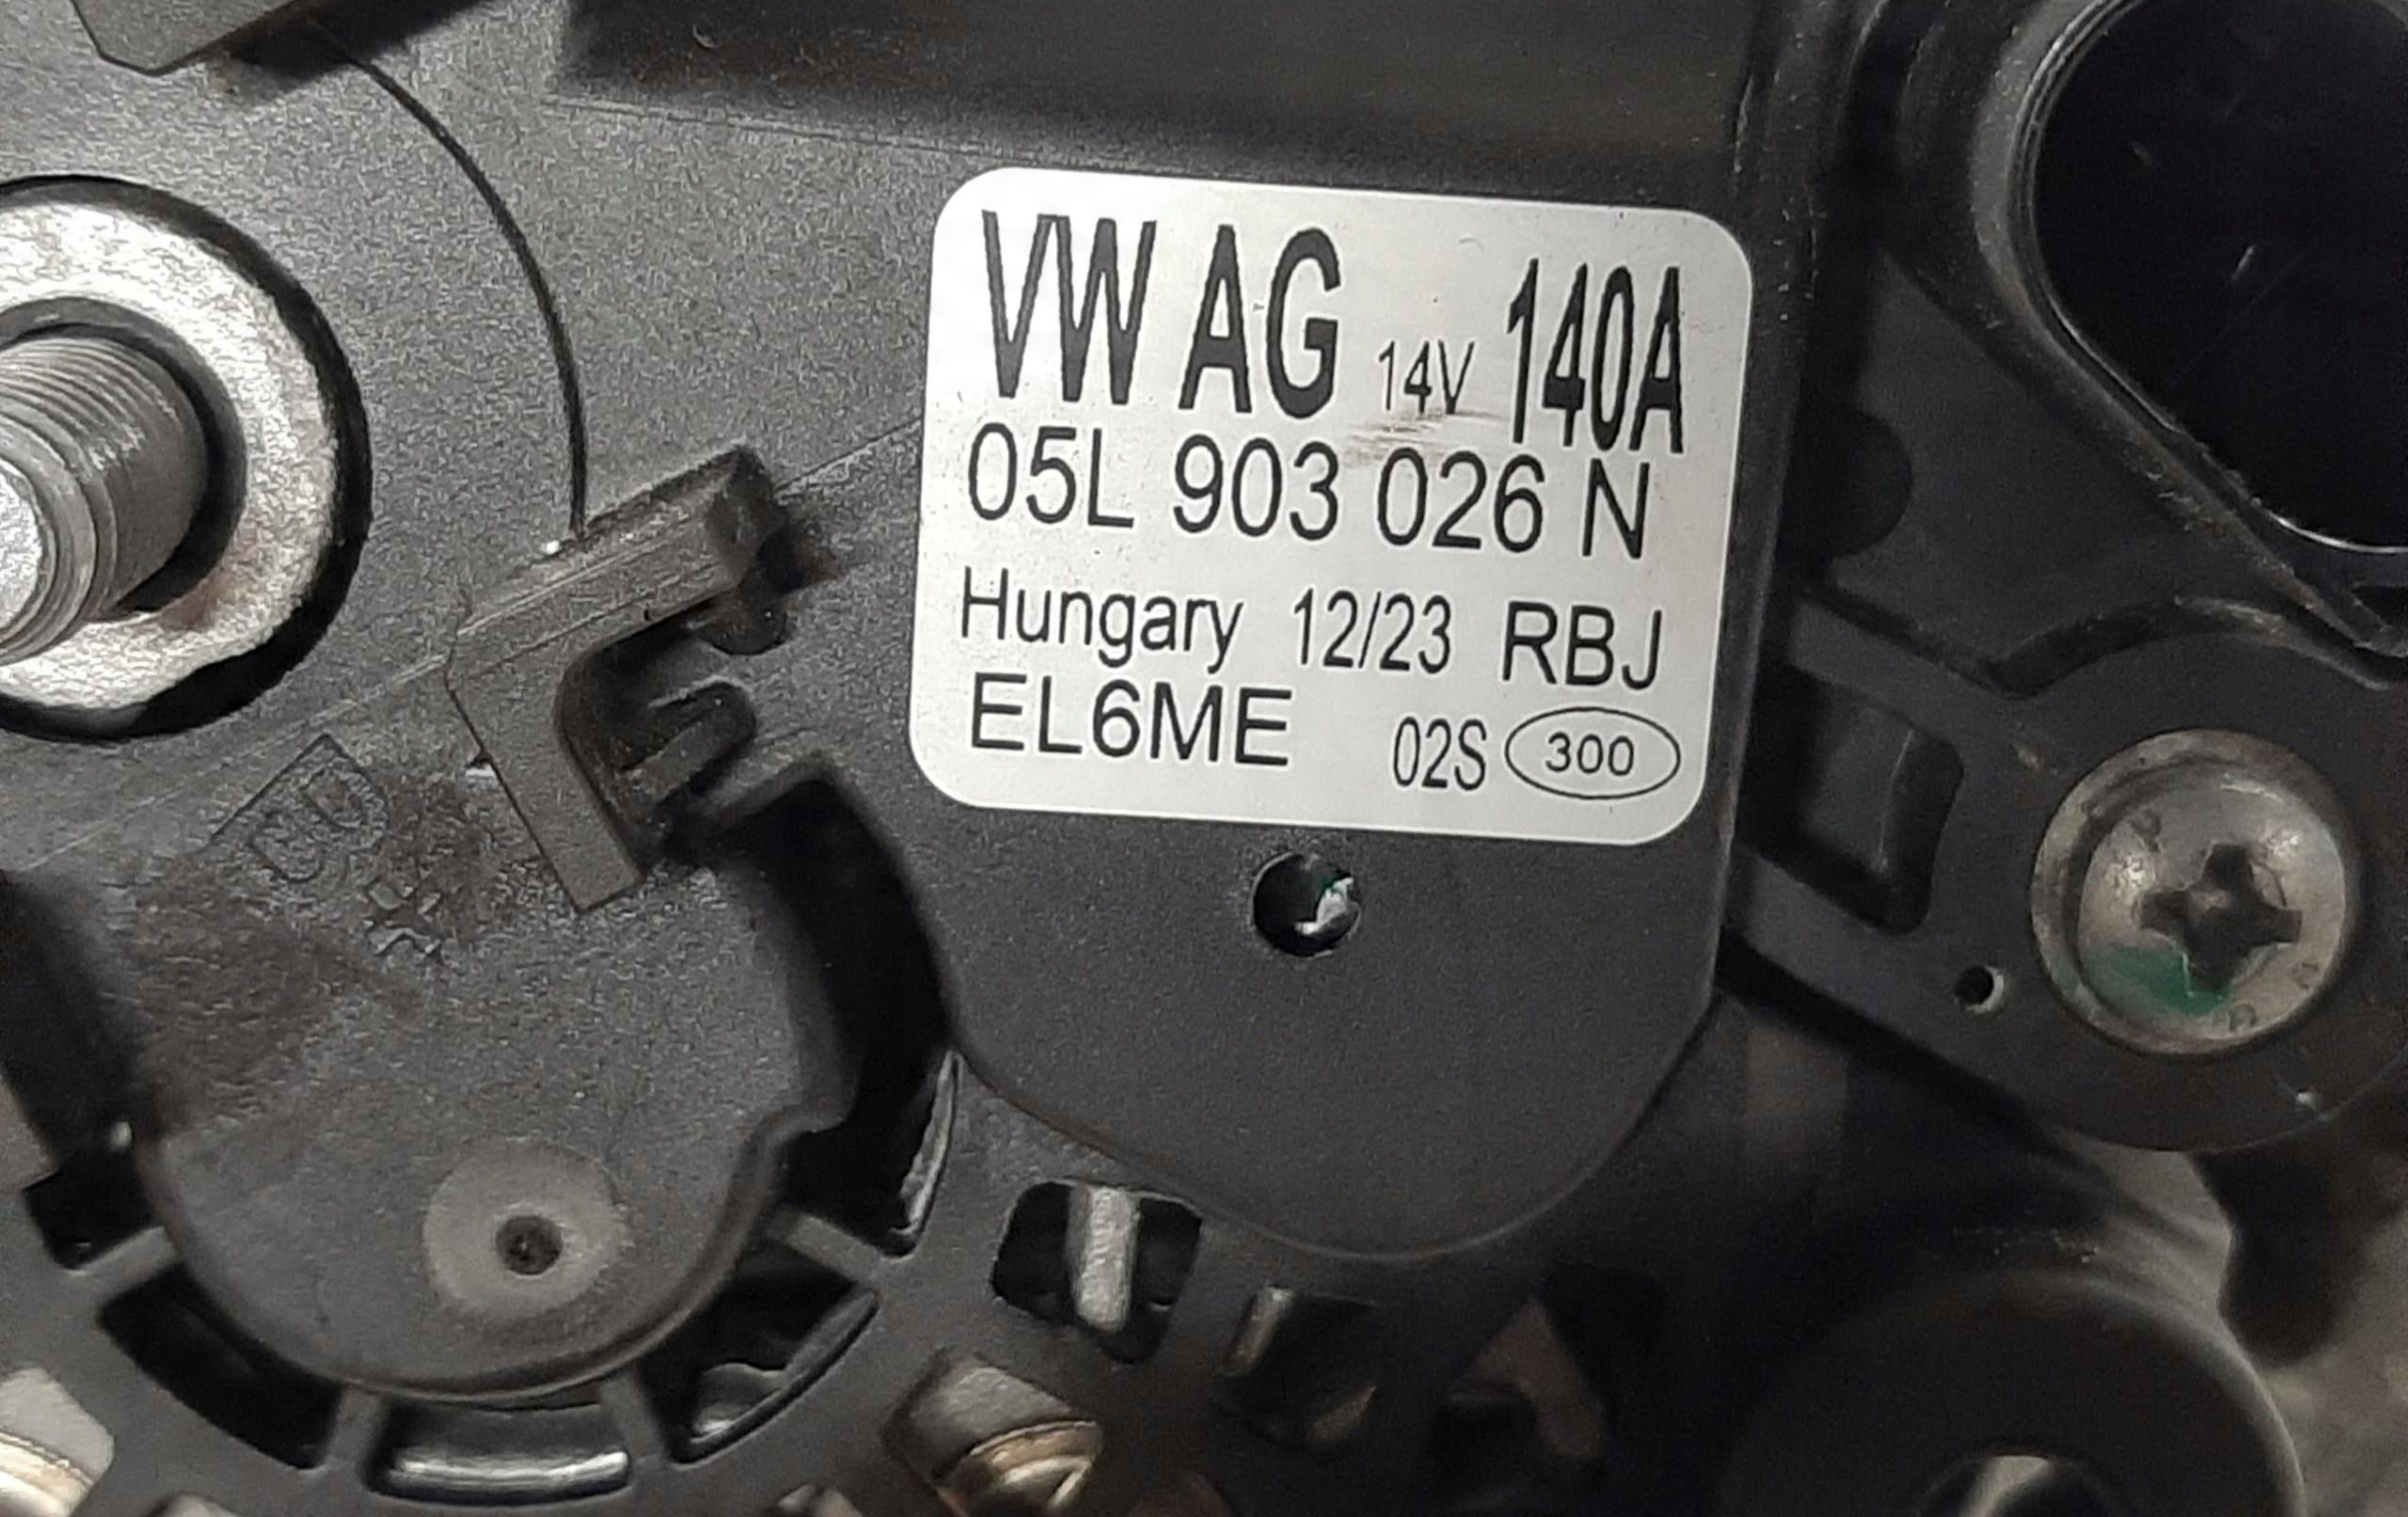 VW AG 14V 140A
05L 903 026 N
Hungary 12/23 RBJ
EL6ME 02S 300